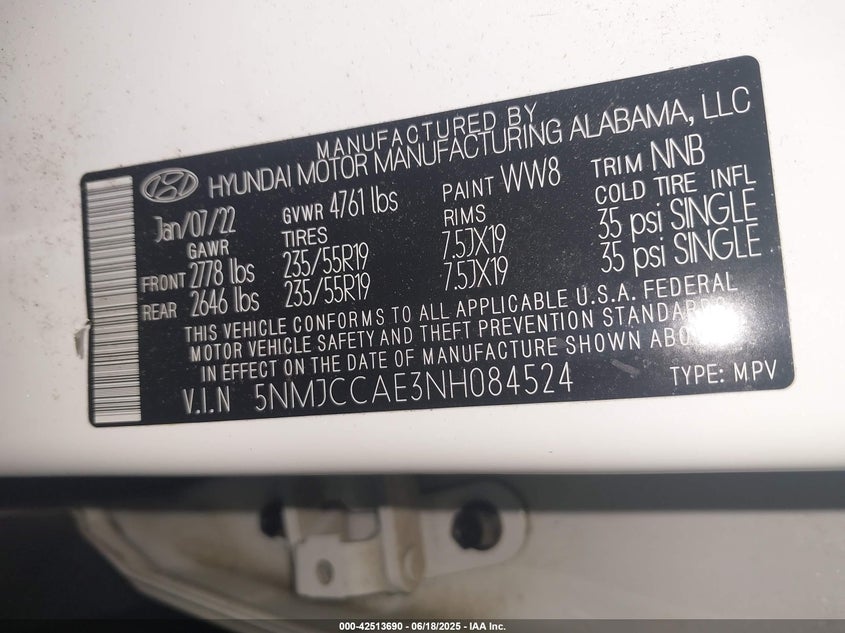 MANUFACTURED BY
HYUNDAI MOTOR MANUFACTURING ALABAMA, LLC
Jan/07/22 GVWR 4761 lbs PAINT WW8 TRIM NNB
GAWR TIRES RIMS COLD TIRE INFL
FRONT 2778 lbs 235/55R19 7.5JX19 35 psi SINGLE
REAR 2646 lbs 235/55R19 7.5JX19 35 psi SINGLE
THIS VEHICLE CONFORMS TO ALL APPLICABLE U.S.A. FEDERAL
MOTOR VEHICLE SAFETY AND THEFT PREVENTION STANDARDS
IN EFFECT ON THE DATE OF MANUFACTURE SHOWN
V.I.N 5NMJCCAE3NH084524 TYPE: MPV
000-42513690 - 06/18/2025 - IAA Inc.